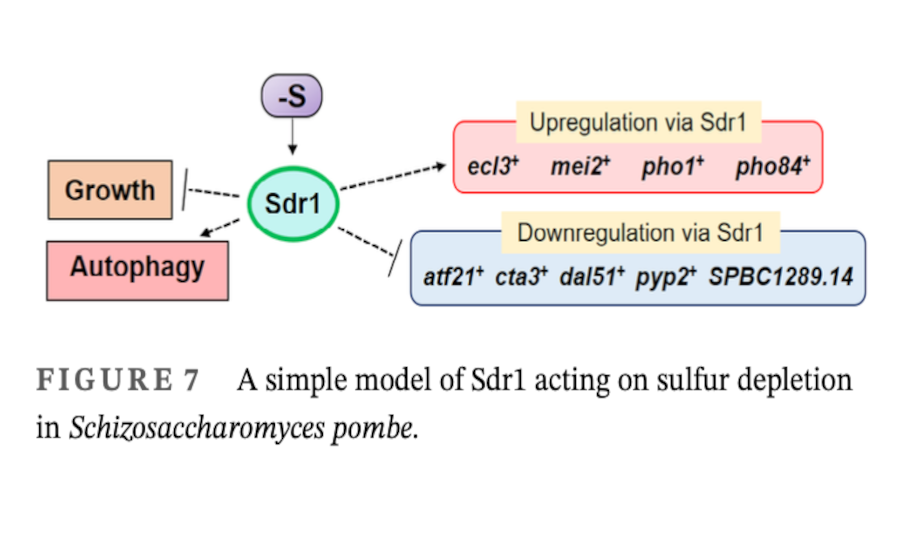 -S
Upregulation via Sdr1
ecl3⁺ mei2⁺ pho1⁺ pho84⁺
Growth
Sdr1
Autophagy
Downregulation via Sdr1
atf21⁺ cta3⁺ dal51⁺ pyp2⁺ SPBC1289.14
FIGURE 7 A simple model of Sdr1 acting on sulfur depletion
in Schizosaccharomyces pombe.